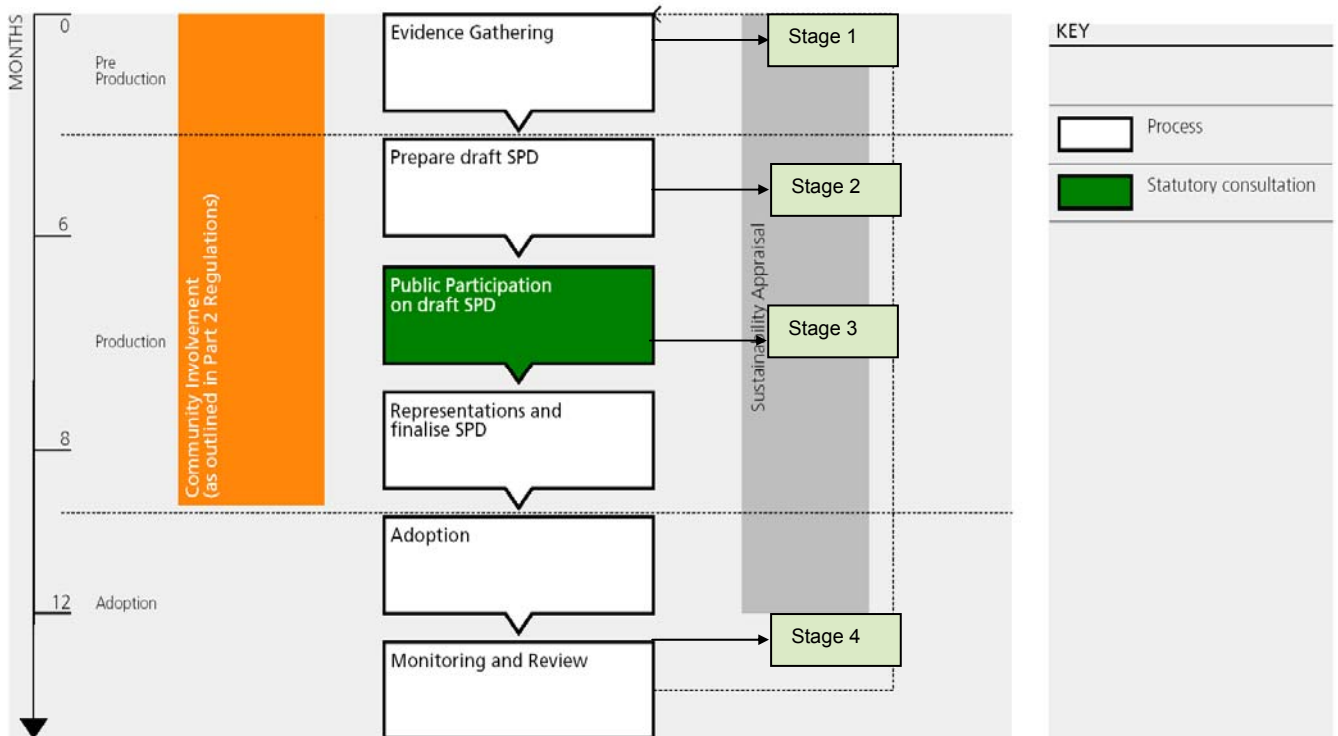 MONTHS
0
Pre
Production
6
Production
8
12
Adoption
Community Involvement
(as outlined in Part 2 Regulations)
Evidence Gathering
Prepare draft SPD
Public Participation
on draft SPD
Representations and
finalise SPD
Adoption
Monitoring and Review
Sustainability Appraisal
Stage 1
Stage 2
Stage 3
Stage 4
KEY
Process
Statutory consultation